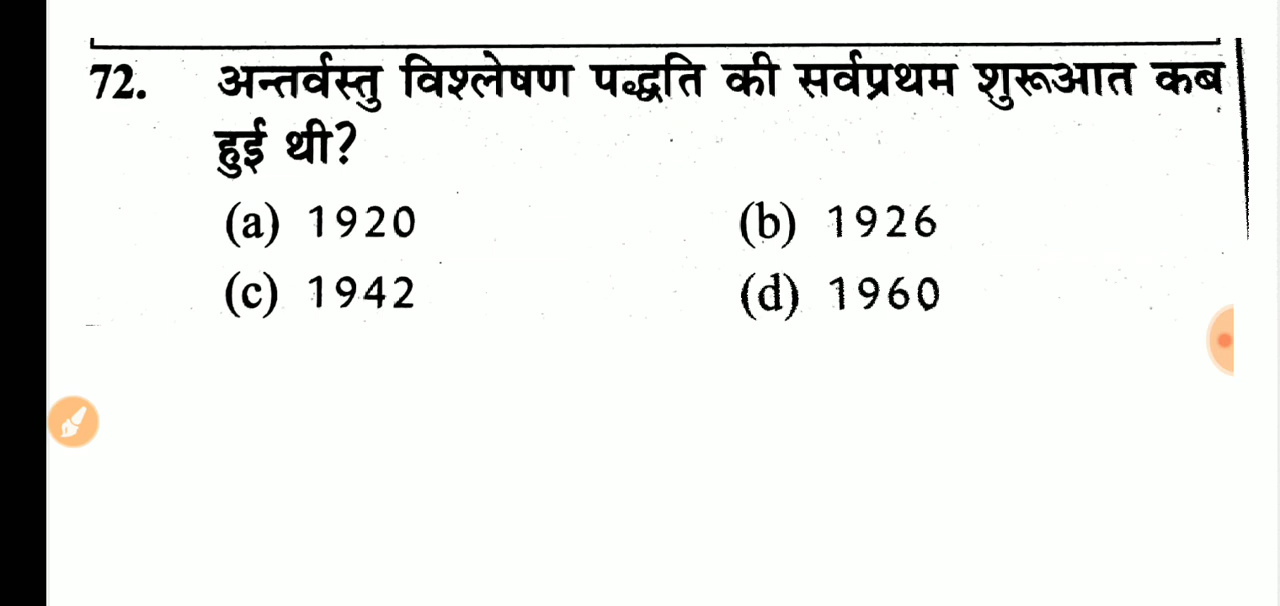 72. अन्तर्वस्तु विश्लेषण पद्धति की सर्वप्रथम शुरूआत कब
हुई थी?
(a) 1920 (b) 1926
(c) 1942 (d) 1960